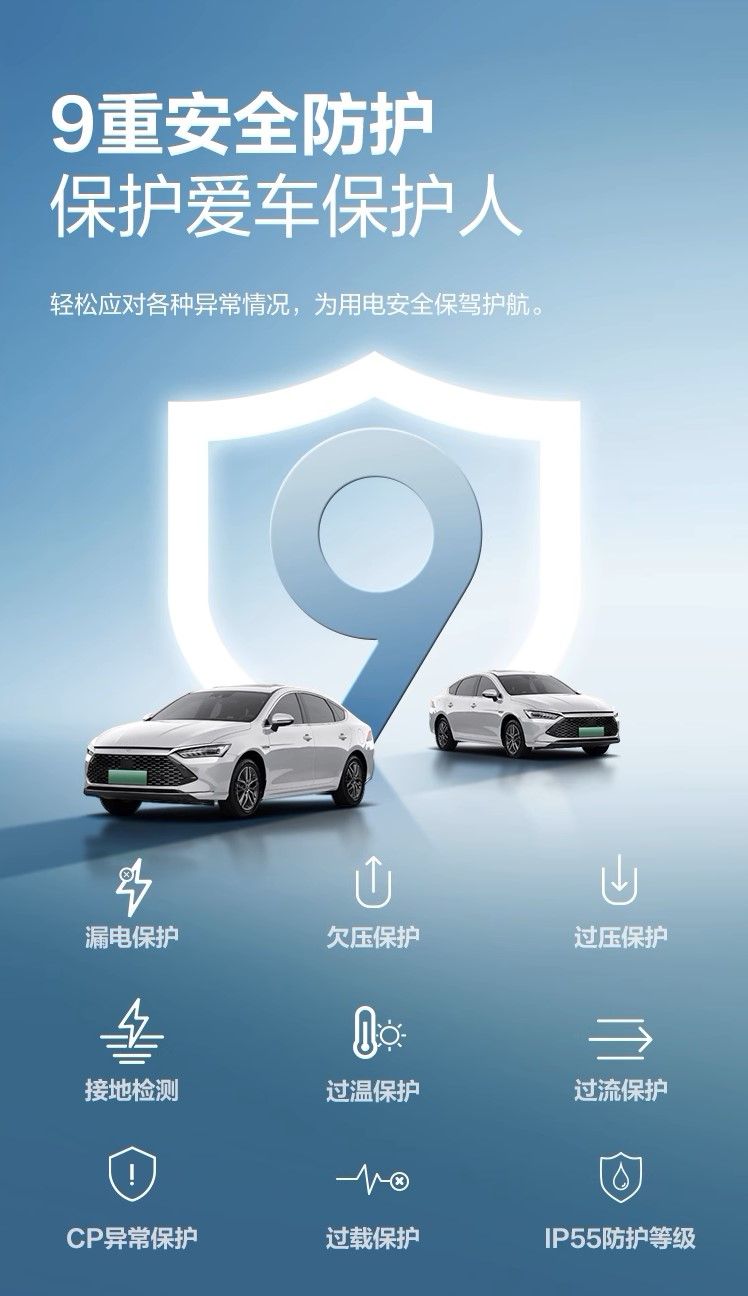 9重安全防护
保护爱车保护人
轻松应对各种异常情况，为用电安全保驾护航。
9
漏电保护 欠压保护 过压保护
接地检测 过温保护 过流保护
CP异常保护 过载保护 IP55防护等级